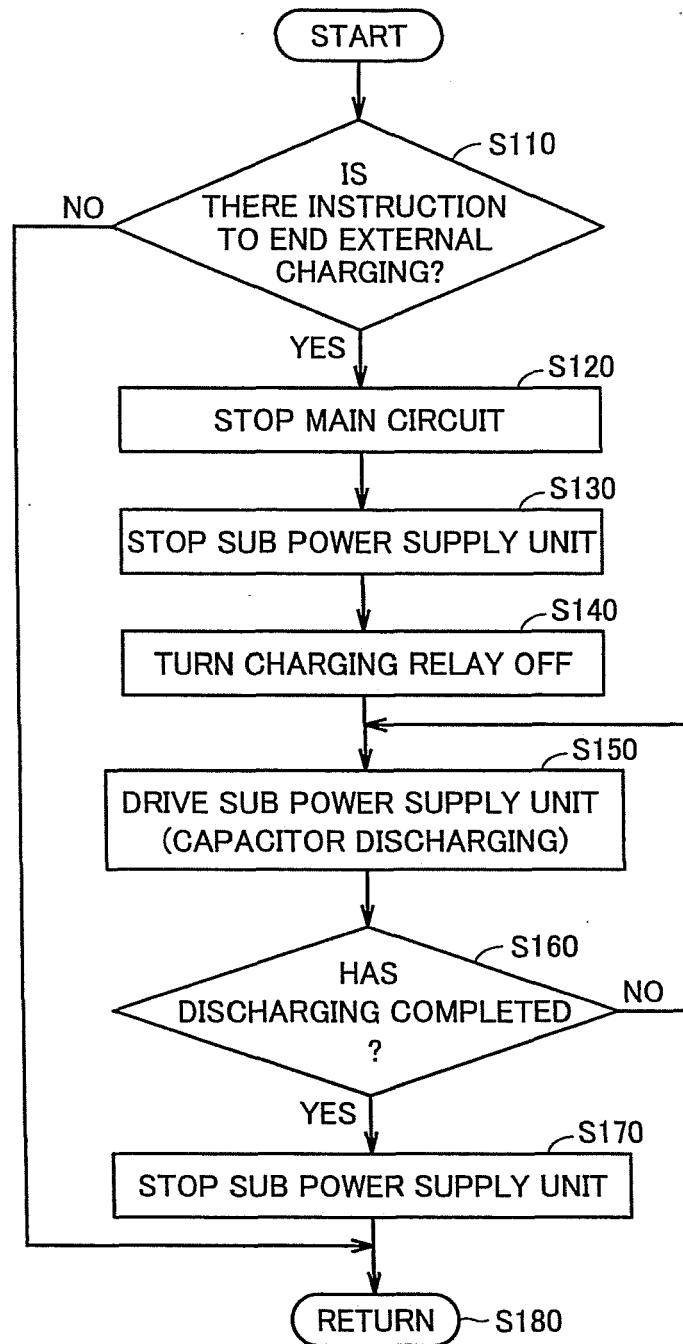 START
S110
IS
THERE INSTRUCTION
TO END EXTERNAL
CHARGING?
NO
YES
S120
STOP MAIN CIRCUIT
S130
STOP SUB POWER SUPPLY UNIT
S140
TURN CHARGING RELAY OFF
S150
DRIVE SUB POWER SUPPLY UNIT
(CAPACITOR DISCHARGING)
S160
HAS
DISCHARGING COMPLETED
?
NO
YES
S170
STOP SUB POWER SUPPLY UNIT
RETURN
S180